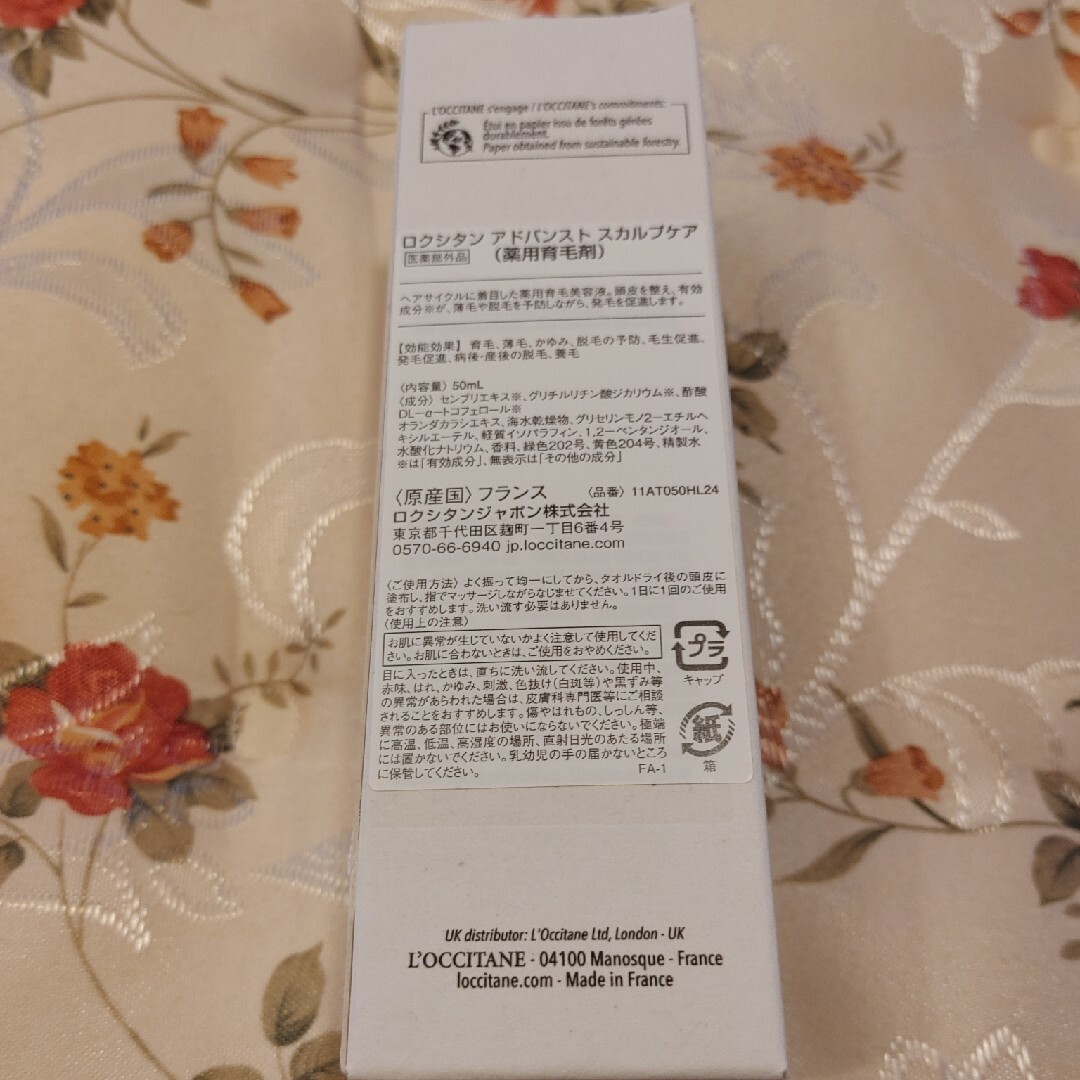 L'OCCITANE s'engage / L'OCCITANE's commitments:
Étui en papier issu de forêts gérées
durablement.
Paper obtained from sustainable forestry.
ロクシタン アドバンスト スカルプケア
医薬部外品 (薬用育毛剤)
ヘアサイクルに着目した薬用育毛美容液。頭皮を整え、有効
成分※が、薄毛や脱毛を予防しながら、発毛を促進します。
【効能効果】 育毛、薄毛、かゆみ、脱毛の予防、毛生促進、
発毛促進、病後・産後の脱毛、養毛
〈内容量〉 50mL
〈成分〉 センブリエキス※、グリチルリチン酸ジカリウム※、酢酸
DL-α-トコフェロール※
オランダカラシエキス、海水乾燥物、グリセリンモノ2-エチルヘ
キシルエーテル、軽質イソパラフィン、1,2-ペンタンジオール、
水酸化ナトリウム、香料、緑色202号、黄色204号、精製水
※は「有効成分」、無表示は「その他の成分」
〈原産国〉 フランス 〈品番〉 11AT050HL24
ロクシタンジャポン株式会社
東京都千代田区麹町一丁目6番4号
0570-66-6940 jp.loccitane.com
〈ご使用方法〉 よく振って均一にしてから、タオルドライ後の頭皮に
塗布し、指でマッサージしながらなじませてください。1日に1回のご使用
をおすすめします。洗い流す必要はありません。
〈使用上の注意〉
お肌に異常が生じていないかよく注意して使用してくだ
さい。お肌に合わないときは、ご使用をおやめください。
目に入ったときは、直ちに洗い流してください。使用中、
赤味、はれ、かゆみ、刺激、色抜け(白斑等)や黒ずみ等
の異常があらわれた場合は、皮膚科専門医等にご相談
されることをおすすめします。傷やはれもの、しっしん等、
異常のある部位にはお使いにならないでください。極端
に高温、低温、高湿度の場所、直射日光のあたる場所
には置かないでください。乳幼児の手の届かないところ
に保管してください。
プラ
キャップ
紙
箱
FA-1
UK distributor: L'Occitane Ltd, London - UK
L'OCCITANE - 04100 Manosque - France
loccitane.com - Made in France